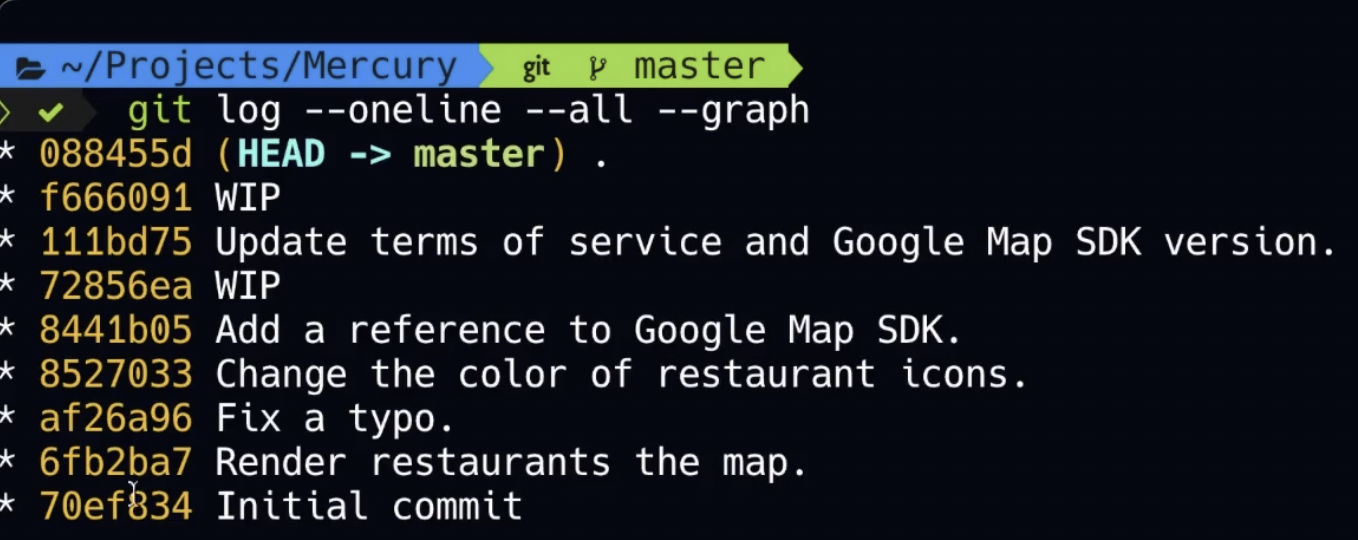 ~/Projects/Mercury git master
✔ git log --oneline --all --graph
* 088455d (HEAD -> master) .
* f666091 WIP
* 111bd75 Update terms of service and Google Map SDK version.
* 72856ea WIP
* 8441b05 Add a reference to Google Map SDK.
* 8527033 Change the color of restaurant icons.
* af26a96 Fix a typo.
* 6fb2ba7 Render restaurants the map.
* 70ef834 Initial commit